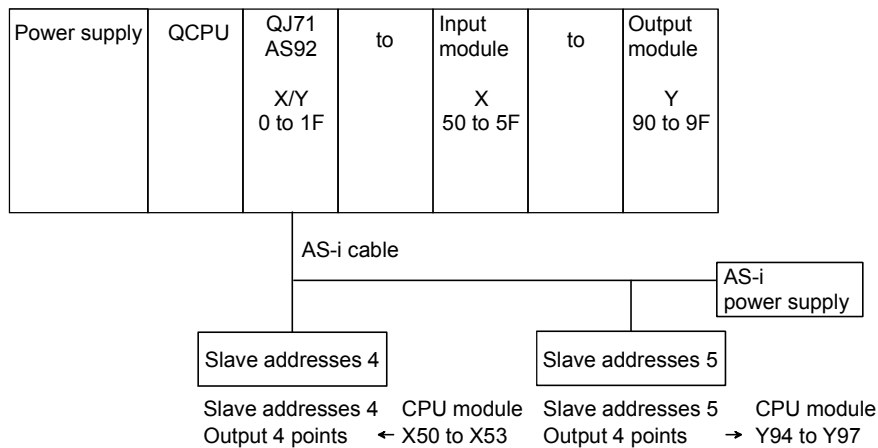 Power supply
QCPU
QJ71
AS92
X/Y
0 to 1F
to
Input
module
X
50 to 5F
to
Output
module
Y
90 to 9F
AS-i cable
AS-i
power supply
Slave addresses 4
Slave addresses 5
Slave addresses 4 CPU module
Output 4 points ← X50 to X53
Slave addresses 5 CPU module
Output 4 points → Y94 to Y97